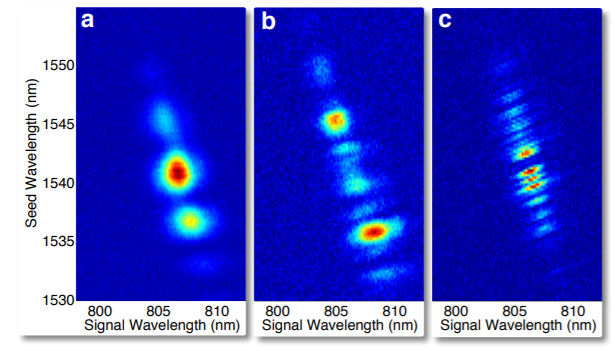 a b c
Seed Wavelength (nm)
1550
1545
1540
1535
1530
800 805 810 800 805 810 800 805 810
Signal Wavelength (nm) Signal Wavelength (nm) Signal Wavelength (nm)